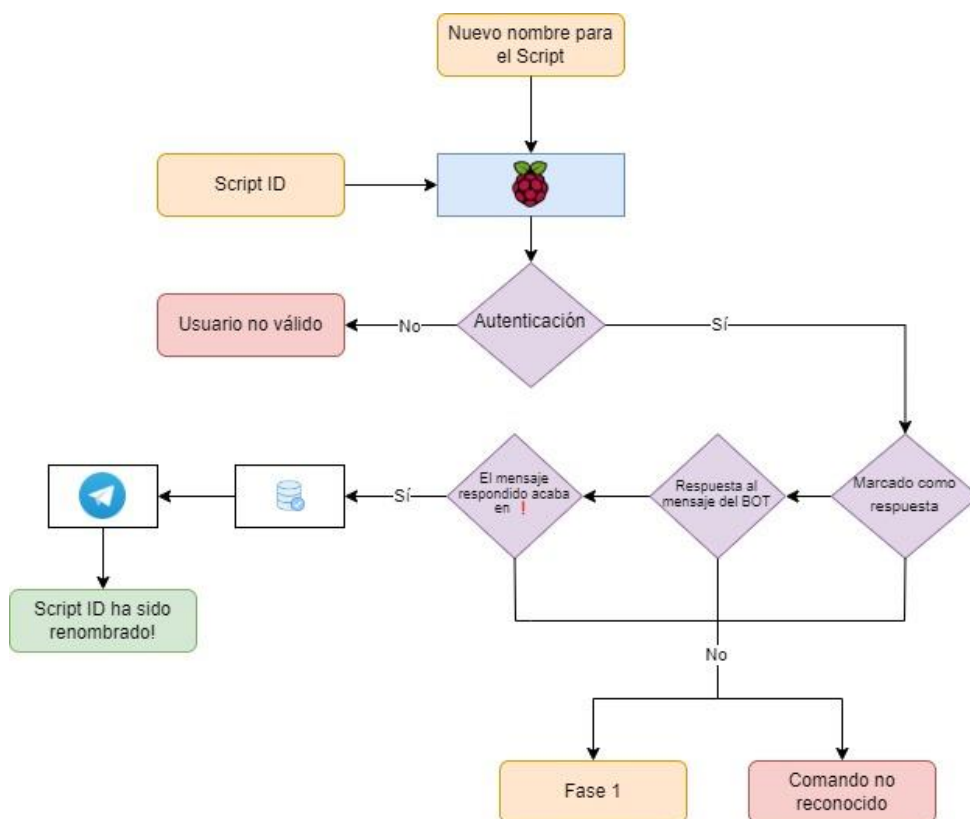 Nuevo nombre para
el Script
Script ID
Usuario no válido
No
Autenticación
Sí
Sí
El mensaje
respondido acaba
en ❗
Respuesta al
mensaje del BOT
Marcado como
respuesta
Script ID ha sido
renombrado!
No
Fase 1
Comando no
reconocido